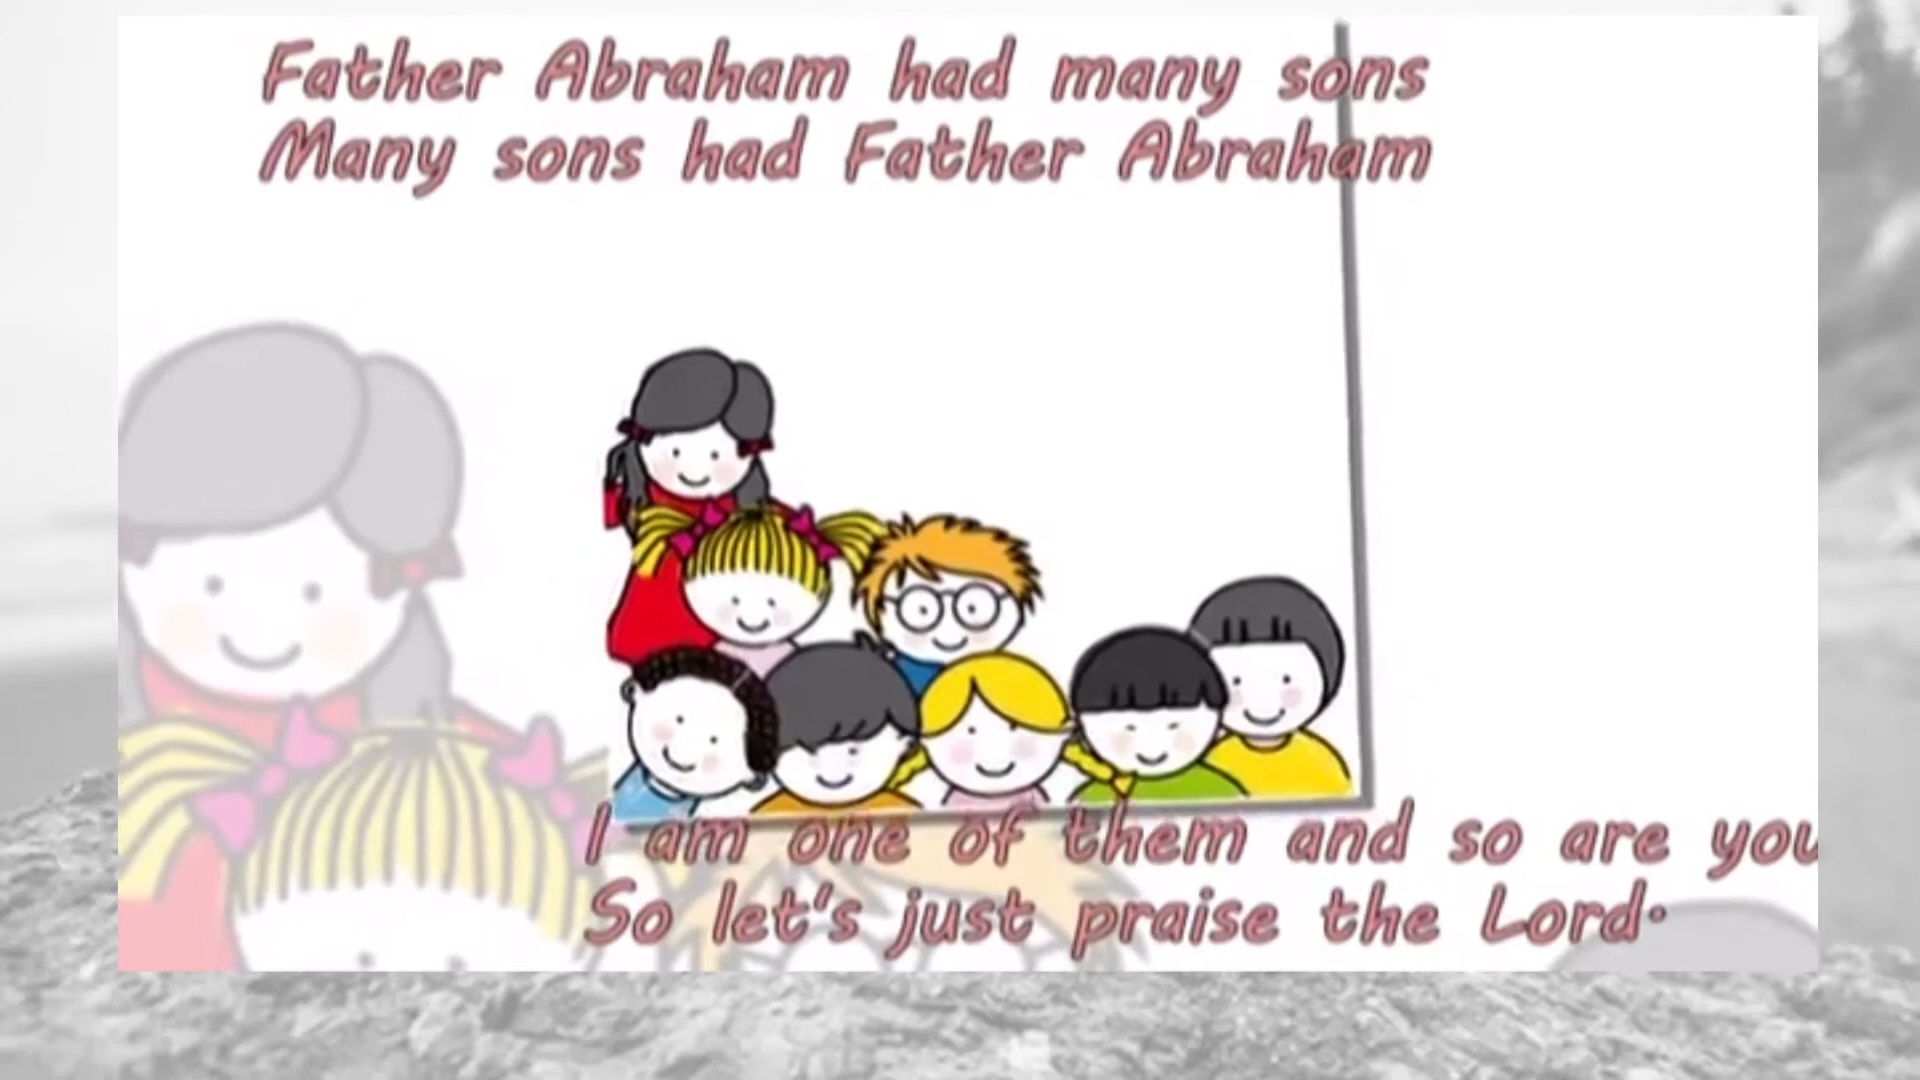 Father Abraham had many sons
Many sons had Father Abraham
I am one of them and so are you
So let's just praise the Lord.